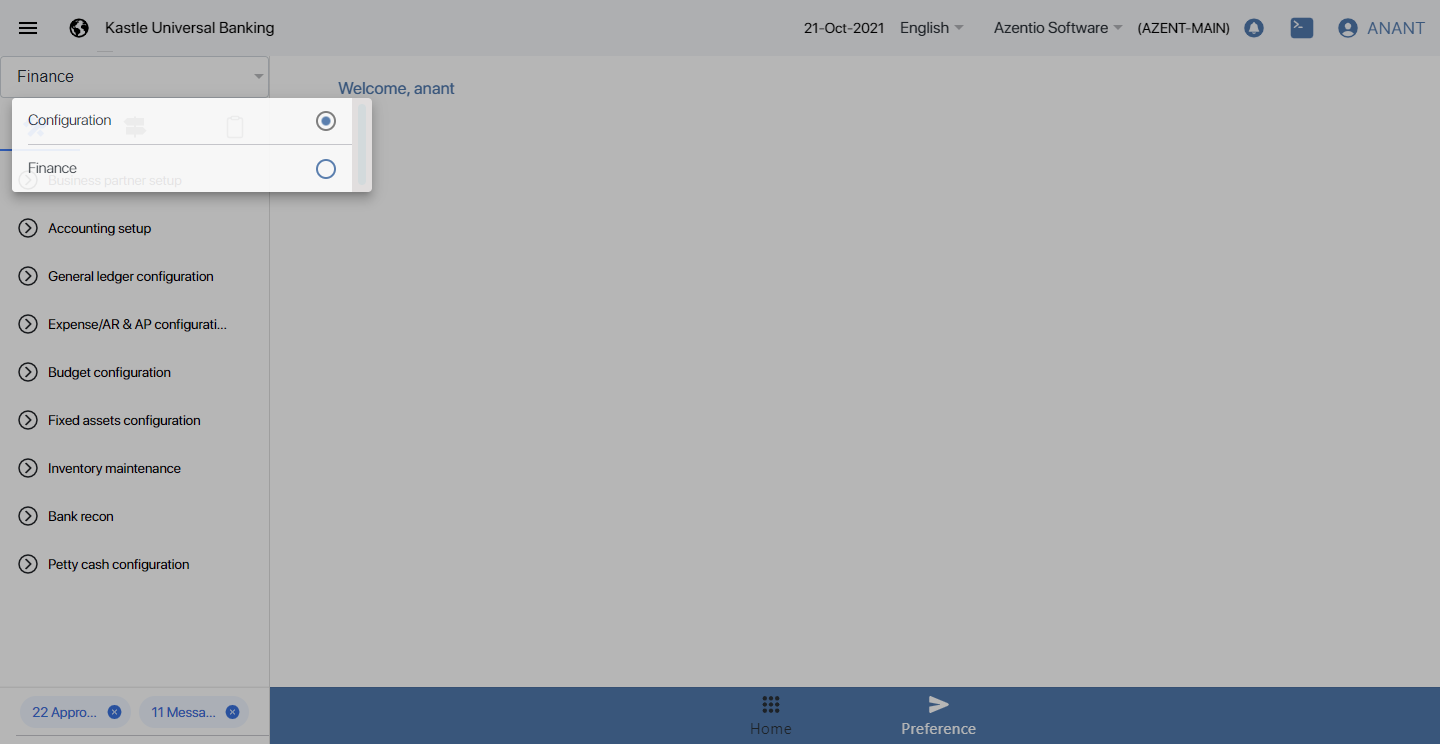 Kastle Universal Banking
21-Oct-2021
English
Azentio Software
(AZENT-MAIN)
ANANT
Finance
Welcome, anant
Configuration
Finance
Business partner setup
Accounting setup
General ledger configuration
Expense/AR & AP configurati...
Budget configuration
Fixed assets configuration
Inventory maintenance
Bank recon
Petty cash configuration
22 Appro...
11 Messa...
Home
Preference